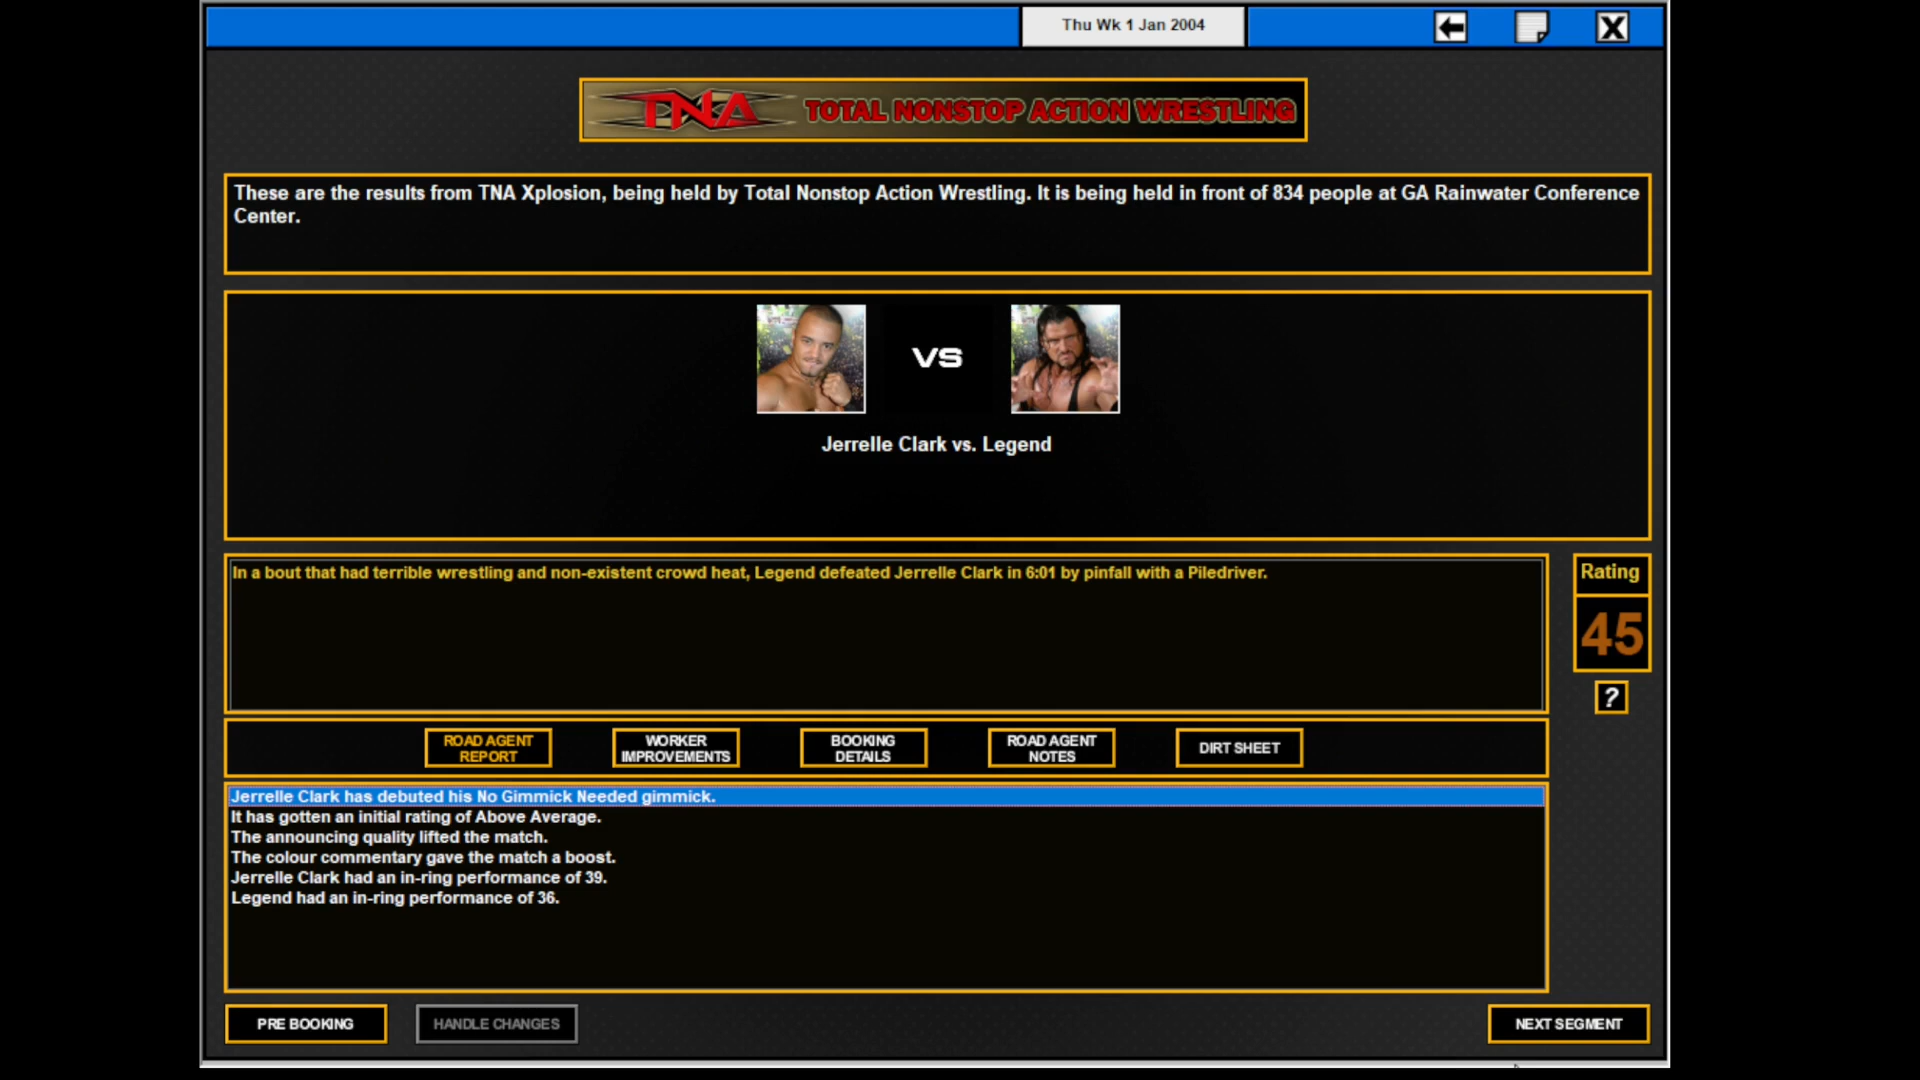 Thu Wk 1 Jan 2004
TNA TOTAL NONSTOP ACTION WRESTLING
These are the results from TNA Xplosion, being held by Total Nonstop Action Wrestling. It is being held in front of 834 people at GA Rainwater Conference
Center.
VS
Jerrelle Clark vs. Legend
In a bout that had terrible wrestling and non-existent crowd heat, Legend defeated Jerrelle Clark in 6:01 by pinfall with a Piledriver.
Rating
45
?
ROAD AGENT
REPORT
WORKER
IMPROVEMENTS
BOOKING
DETAILS
ROAD AGENT
NOTES
DIRT SHEET
Jerrelle Clark has debuted his No Gimmick Needed gimmick.
It has gotten an initial rating of Above Average.
The announcing quality lifted the match.
The colour commentary gave the match a boost.
Jerrelle Clark had an in-ring performance of 39.
Legend had an in-ring performance of 36.
PRE BOOKING
HANDLE CHANGES
NEXT SEGMENT